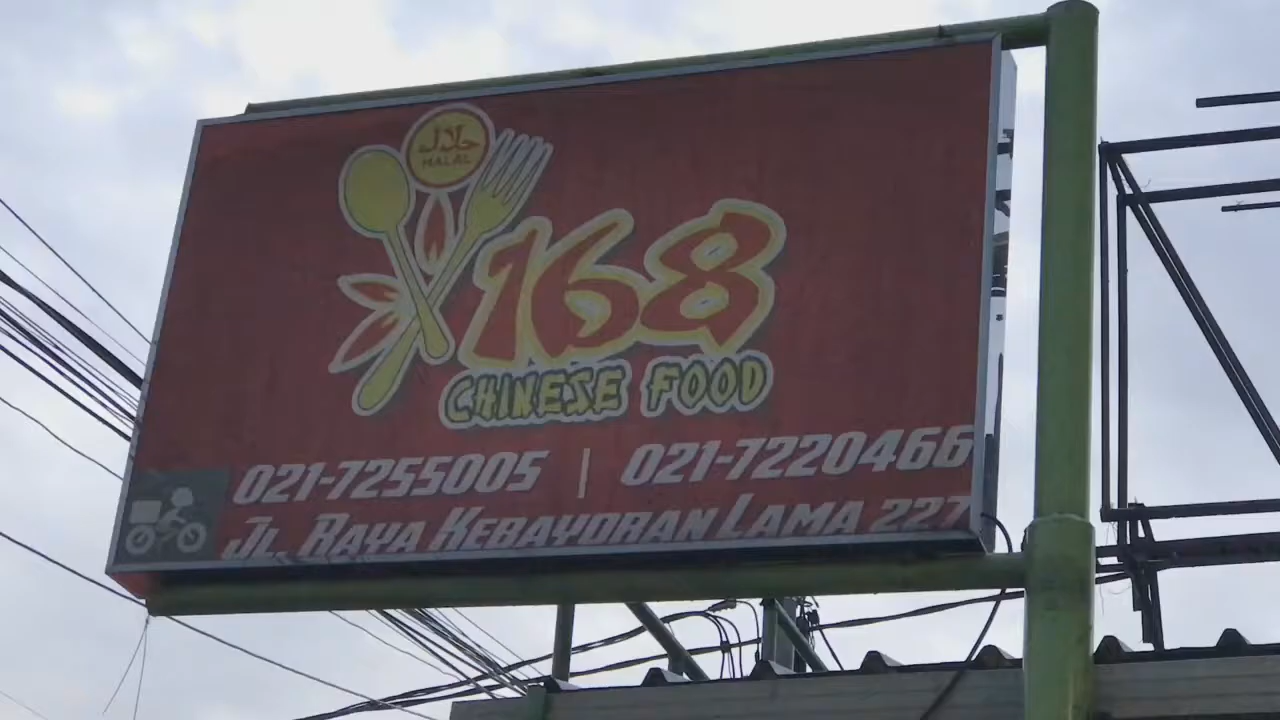 حلال
HALAL
168
CHINESE FOOD
021-7255005 | 021-7220466
JL. RAYA KEBAYORAN LAMA 227